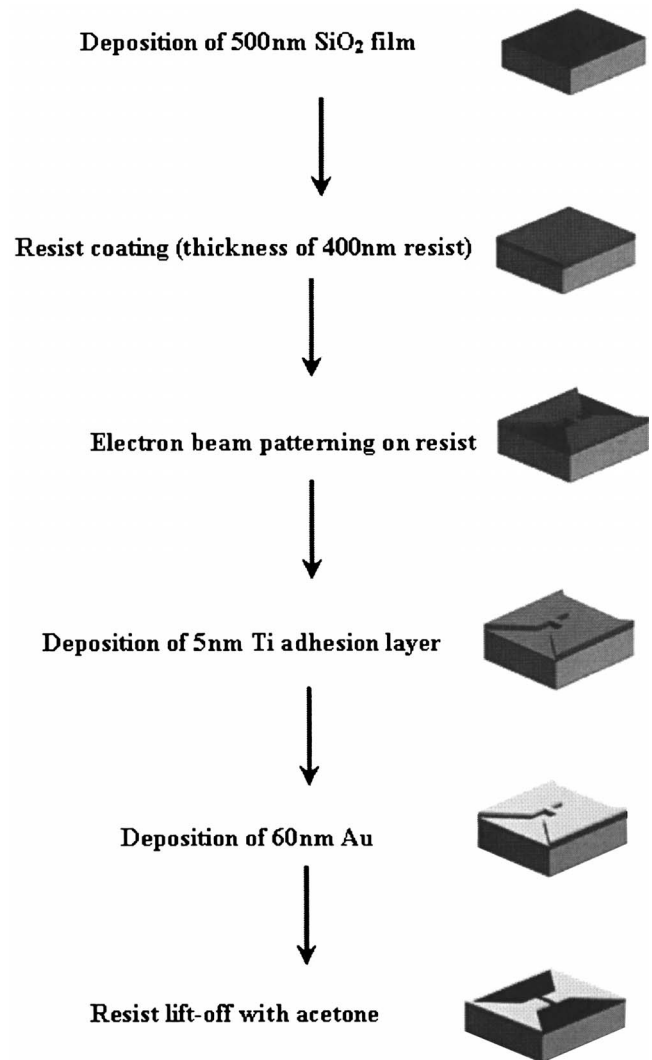 Deposition of 500nm SiO₂ film
Resist coating (thickness of 400nm resist)
Electron beam patterning on resist
Deposition of 5nm Ti adhesion layer
Deposition of 60nm Au
Resist lift-off with acetone